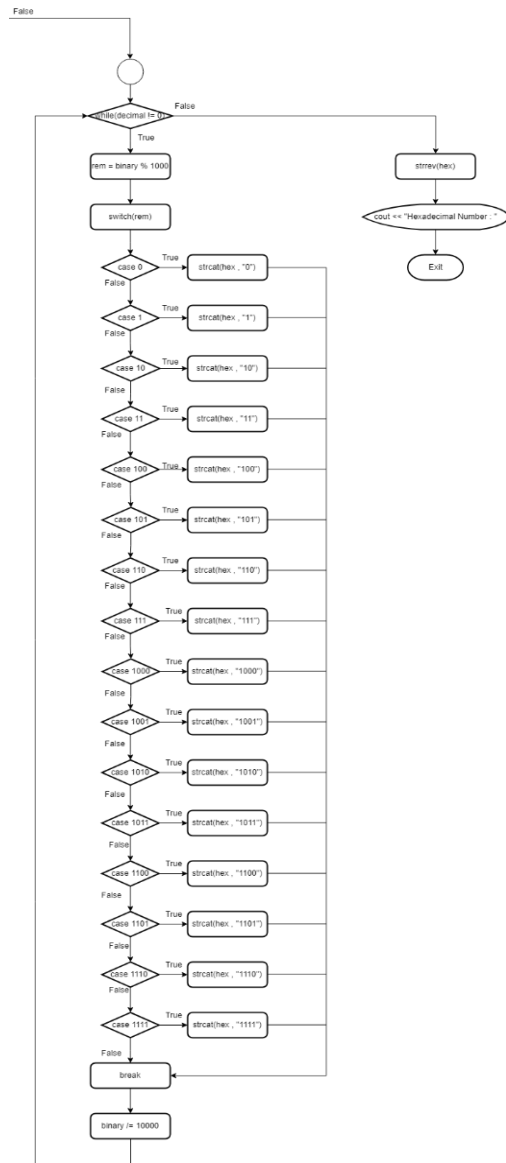 False
while(decimal != 0)
False
True
rem = binary % 1000
strrev(hex)
switch(rem)
cout << "Hexadecimal Number : "
Exit
case 0
True
strcat(hex , "0")
False
case 1
True
strcat(hex , "1")
False
case 10
True
strcat(hex , "10")
False
case 11
True
strcat(hex , "11")
False
case 100
True
strcat(hex , "100")
False
case 101
True
strcat(hex , "101")
False
case 110
True
strcat(hex , "110")
False
case 111
True
strcat(hex , "111")
False
case 1000
True
strcat(hex , "1000")
False
case 1001
True
strcat(hex , "1001")
False
case 1010
True
strcat(hex , "1010")
False
case 1011
True
strcat(hex , "1011")
False
case 1100
True
strcat(hex , "1100")
False
case 1101
True
strcat(hex , "1101")
False
case 1110
True
strcat(hex , "1110")
False
case 1111
True
strcat(hex , "1111")
False
break
binary /= 10000